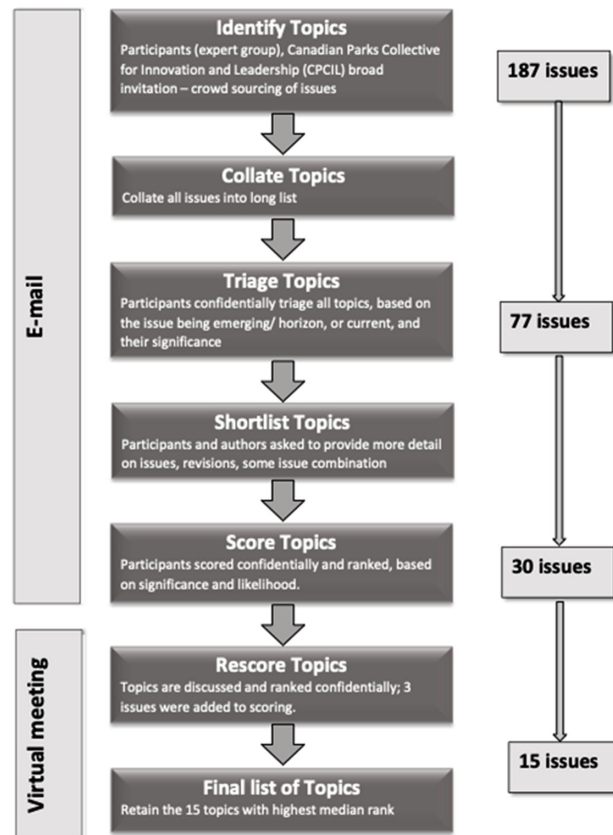 Identify Topics
Participants (expert group), Canadian Parks Collective
for Innovation and Leadership (CPCIL) broad
invitation – crowd sourcing of issues
187 issues
Collate Topics
Collate all issues into long list
E-mail
Triage Topics
Participants confidentially triage all topics, based on
the issue being emerging/ horizon, or current, and
their significance
77 issues
Shortlist Topics
Participants and authors asked to provide more detail
on issues, revisions, some issue combination
Score Topics
Participants scored confidentially and ranked, based
on significance and likelihood.
30 issues
Virtual meeting
Rescore Topics
Topics are discussed and ranked confidentially; 3
issues were added to scoring.
15 issues
Final list of Topics
Retain the 15 topics with highest median rank